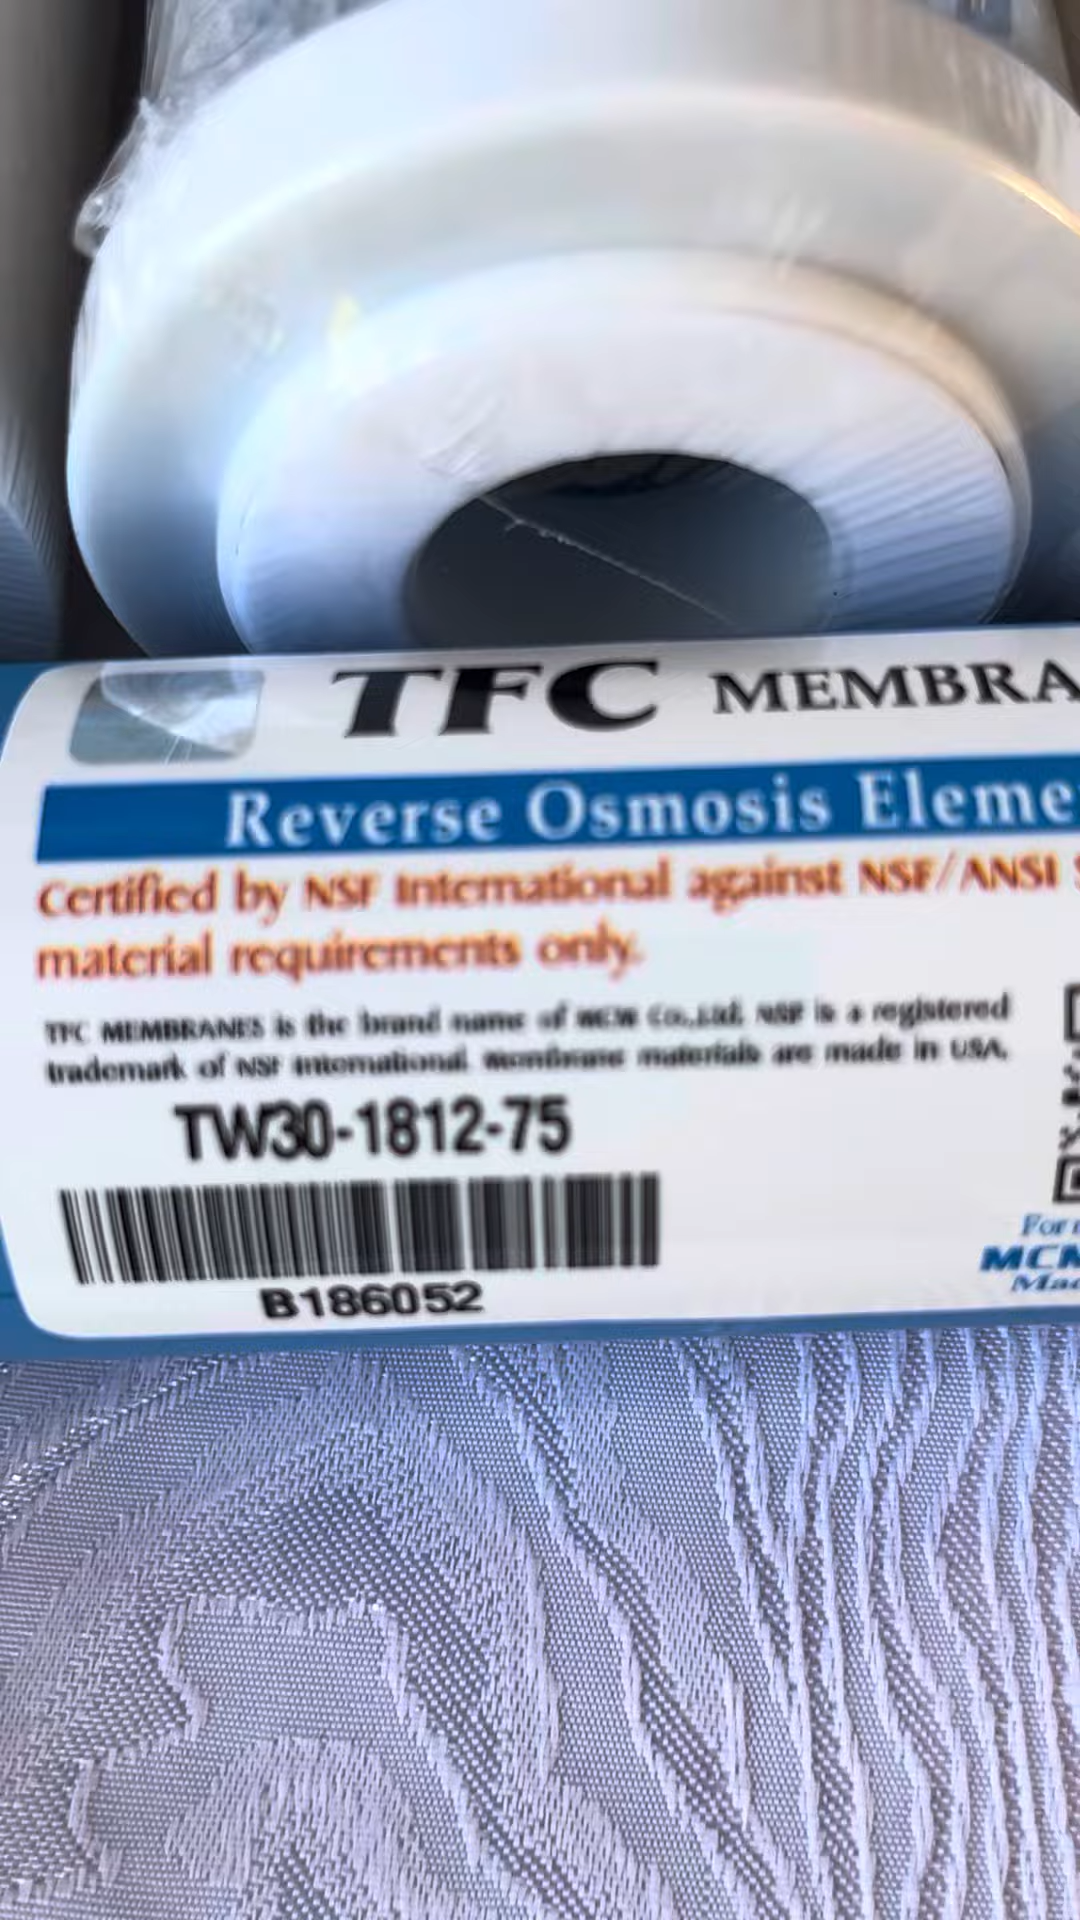 TFC MEMBRA
Reverse Osmosis Eleme
Certified by NSF International against NSF/ANSI
material requirements only.
TFC MEMBRANES is the brand name of MCM Co.,Ltd. NSF is a registered
trademark of NSF International. Membrane materials are made in USA.
TW30-1812-75
B186052
For
MCM
Mad